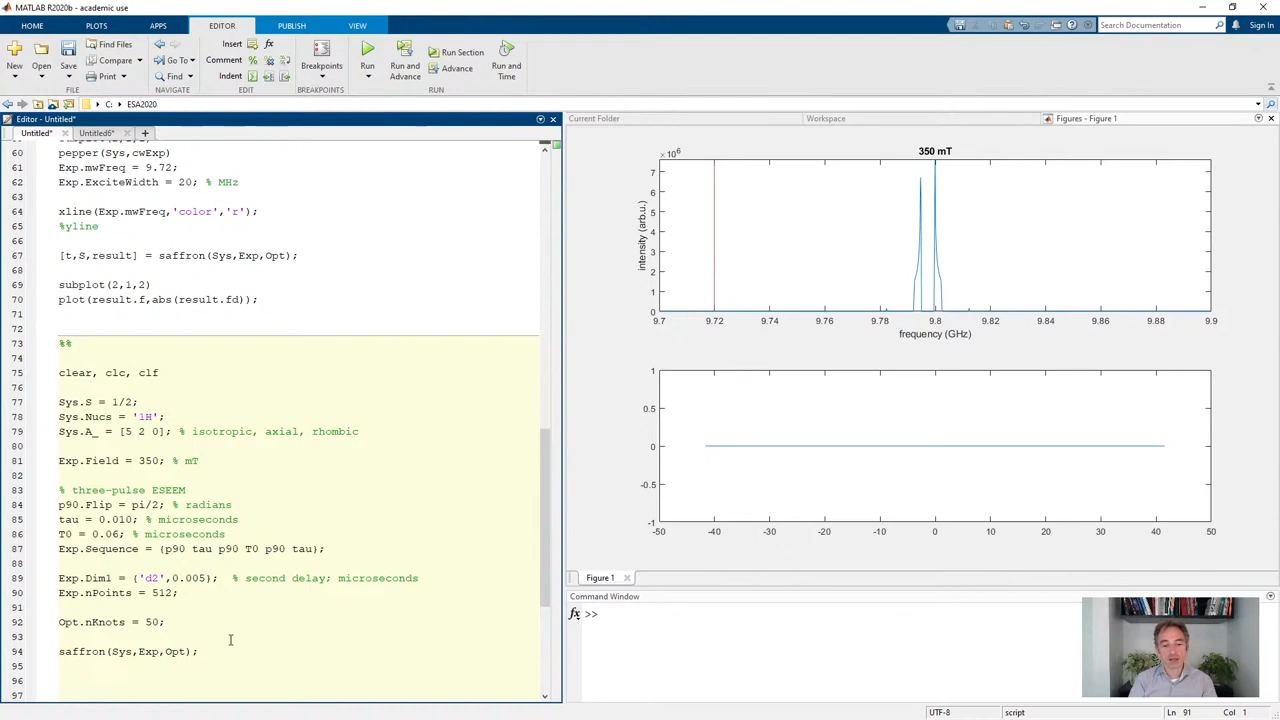 MATLAB R2020b - academic use
HOME PLOTS APPS EDITOR PUBLISH VIEW
Search Documentation
Sign In
New
Open
Save
Find Files
Compare
Print
FILE
Go To
Find
NAVIGATE
Insert
Comment
Indent
EDIT
Breakpoints
BREAKPOINTS
Run
Run and
Advance
Run Section
Advance
Run and
Time
RUN
C: ESA2020
Editor - Untitled*
Untitled* Untitled6*
60 pepper(Sys,cwExp)
61 Exp.mwFreq = 9.72;
62 Exp.ExciteWidth = 20; % MHz
63
64 xline(Exp.mwFreq,'color','r');
65 %yline
66
67 [t,S,result] = saffron(Sys,Exp,Opt);
68
69 subplot(2,1,2)
70 plot(result.f,abs(result.fd));
71
72
73 %%
74
75 clear, clc, clf
76
77 Sys.S = 1/2;
78 Sys.Nucs = '1H';
79 Sys.A_ = [5 2 0]; % isotropic, axial, rhombic
80
81 Exp.Field = 350; % mT
82
83 % three-pulse ESEEM
84 p90.Flip = pi/2; % radians
85 tau = 0.010; % microseconds
86 T0 = 0.06; % microseconds
87 Exp.Sequence = {p90 tau p90 T0 p90 tau};
88
89 Exp.Dim1 = {'d2',0.005}; % second delay; microseconds
90 Exp.nPoints = 512;
91
92 Opt.nKnots = 50;
93
94 saffron(Sys,Exp,Opt);
95
96
97
Current Folder
Workspace
Figures - Figure 1
350 mT
×10^6
7
6
5
4
3
2
1
0
intensity (arb.u.)
9.7 9.72 9.74 9.76 9.78 9.8 9.82 9.84 9.86 9.88 9.9
frequency (GHz)
1
0.5
0
-0.5
-1
-50 -40 -30 -20 -10 0 10 20 30 40 50
Figure 1
Command Window
fx >>
UTF-8
script
Ln 91 Col 1